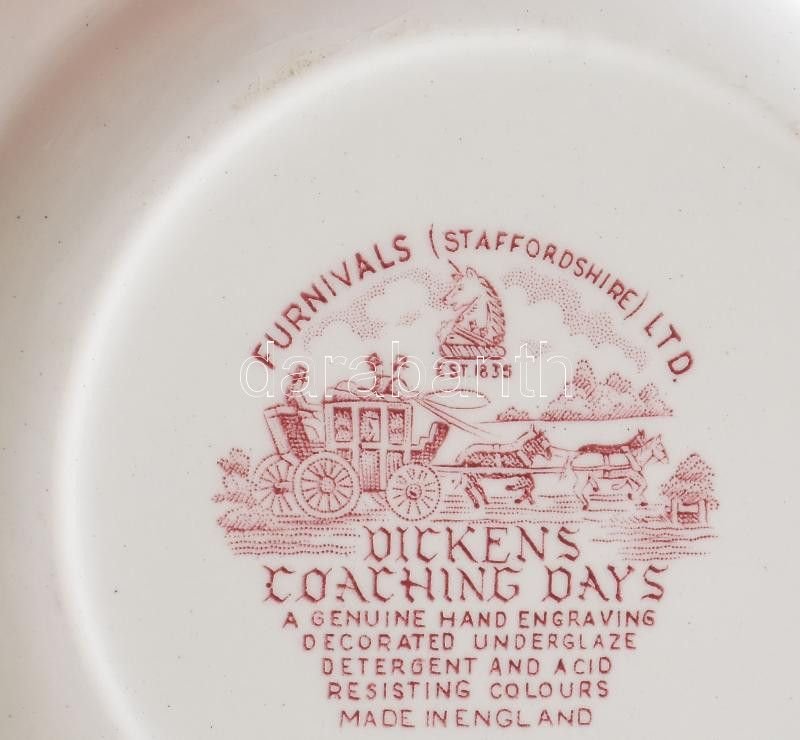 FURNIVALS (STAFFORDSHIRE) LTD.
EST 1835
darabanth
DICKENS
COACHING DAYS
A GENUINE HAND ENGRAVING
DECORATED UNDERGLAZE
DETERGENT AND ACID
RESISTING COLOURS
MADE IN ENGLAND